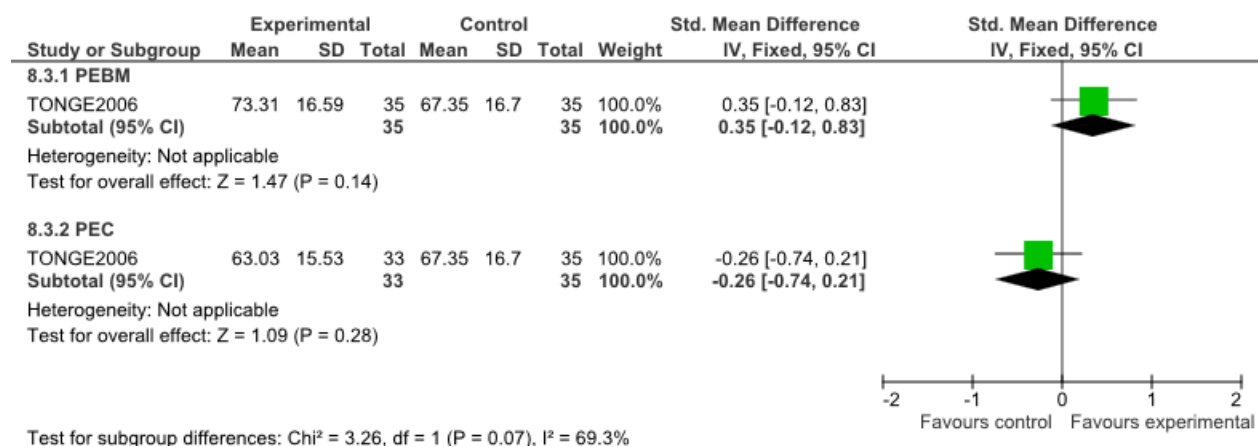 Experimental Control Std. Mean Difference Std. Mean Difference
Study or Subgroup Mean SD Total Mean SD Total Weight IV, Fixed, 95% CI IV, Fixed, 95% CI
8.3.1 PEBM
TONGE2006 73.31 16.59 35 67.35 16.7 35 100.0% 0.35 [-0.12, 0.83]
Subtotal (95% CI) 35 35 100.0% 0.35 [-0.12, 0.83]
Heterogeneity: Not applicable
Test for overall effect: Z = 1.47 (P = 0.14)
8.3.2 PEC
TONGE2006 63.03 15.53 33 67.35 16.7 35 100.0% -0.26 [-0.74, 0.21]
Subtotal (95% CI) 33 35 100.0% -0.26 [-0.74, 0.21]
Heterogeneity: Not applicable
Test for overall effect: Z = 1.09 (P = 0.28)
-2 -1 0 1 2
Favours control Favours experimental
Test for subgroup differences: Chi² = 3.26, df = 1 (P = 0.07), I² = 69.3%